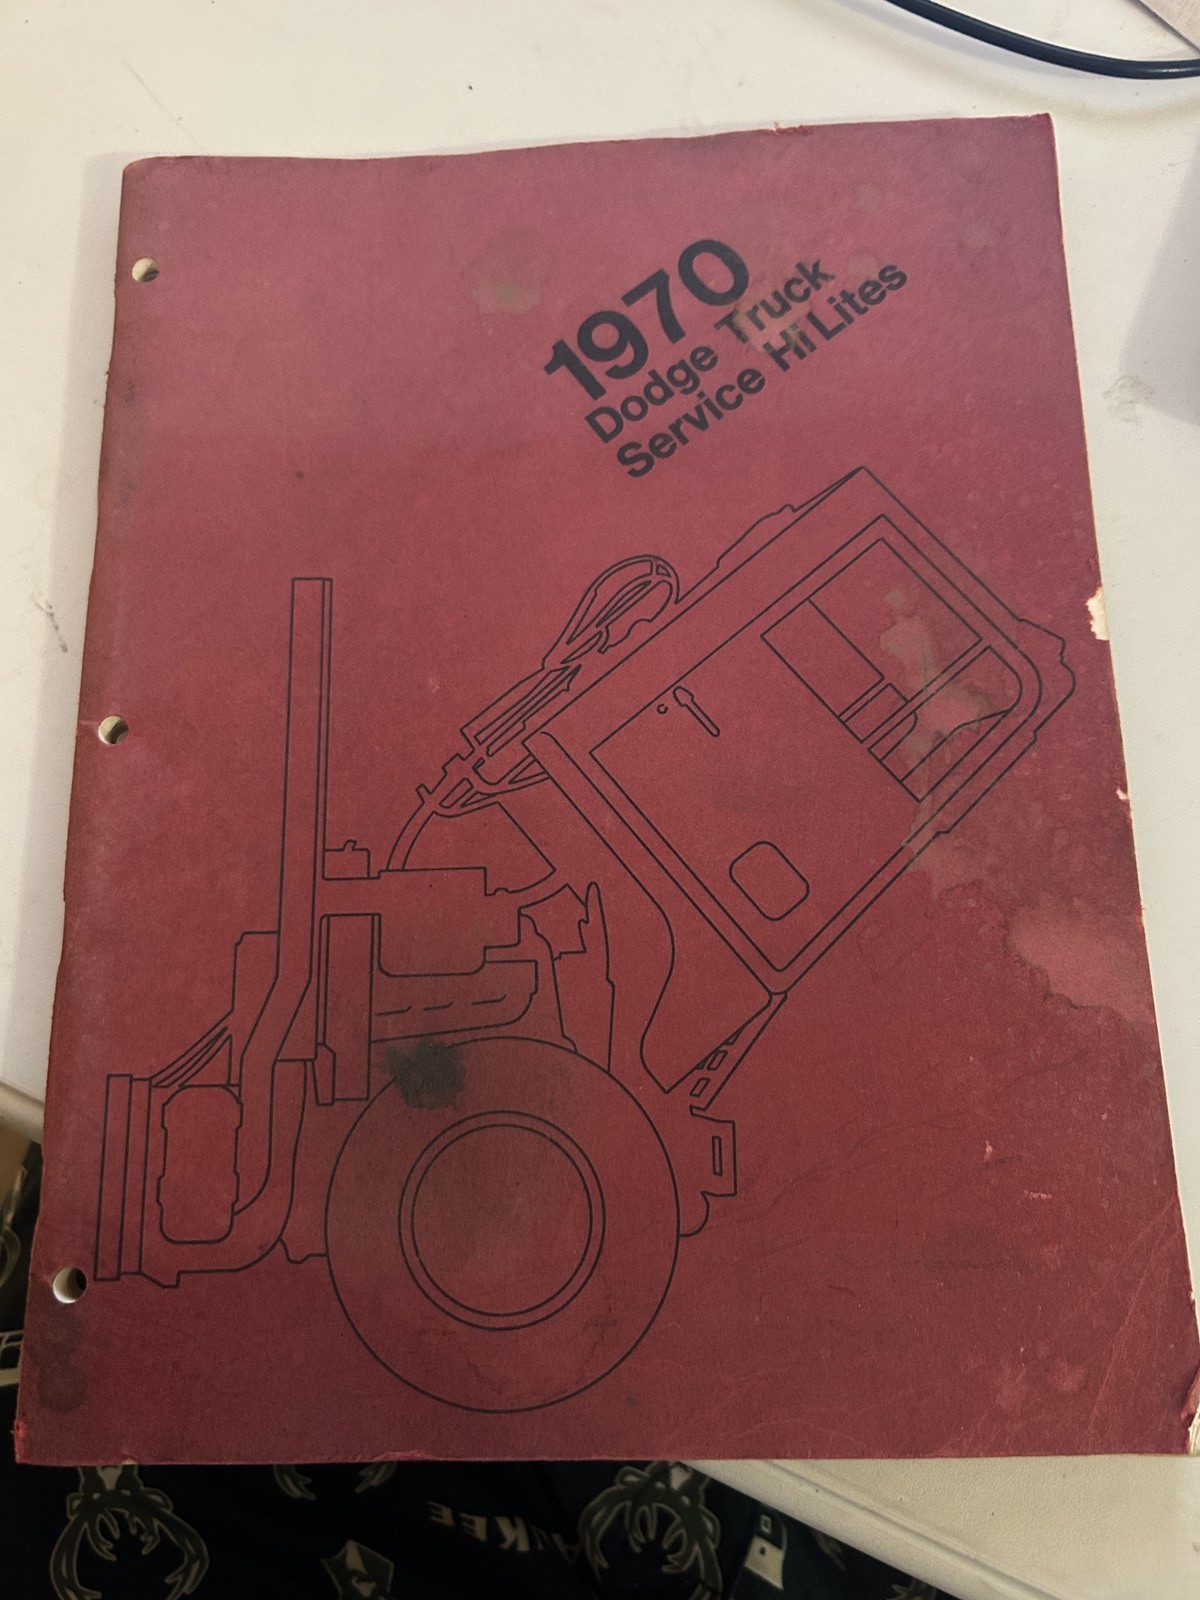 1970
Dodge Truck
Service Hi Lites